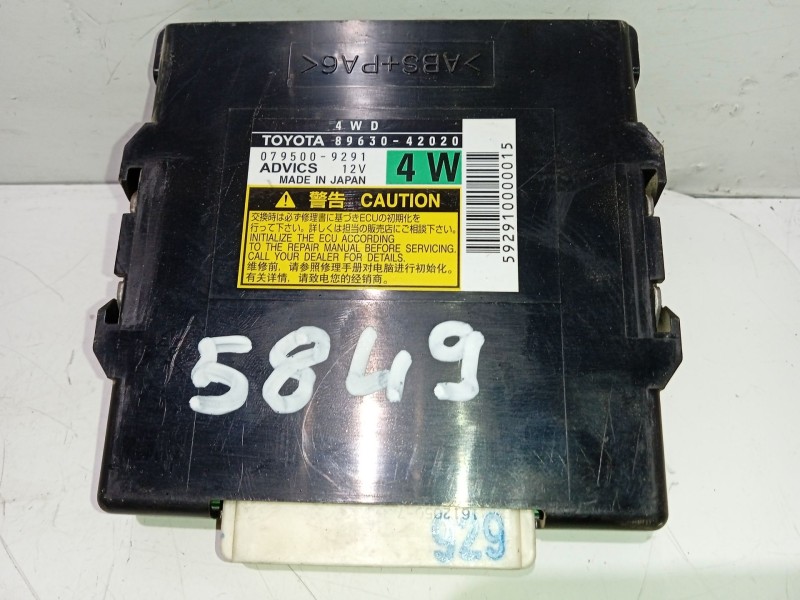 >ABS+PA6<
4WD
TOYOTA 89630-42020
079500-9291
ADVICS 12V
MADE IN JAPAN
4W
警告 CAUTION
交換時は必ず修理書に基づきECUの初期化を
行って下さい。詳しくは担当の販売店にご相談下さい。
INITIALIZE THE ECU ACCORDING
TO THE REPAIR MANUAL BEFORE SERVICING.
CALL YOUR DEALER FOR DETAILS.
维修前,请参照修理手册对电脑进行初始化。
有关详情,请致电您的经销商。
5929100000015
5849
625